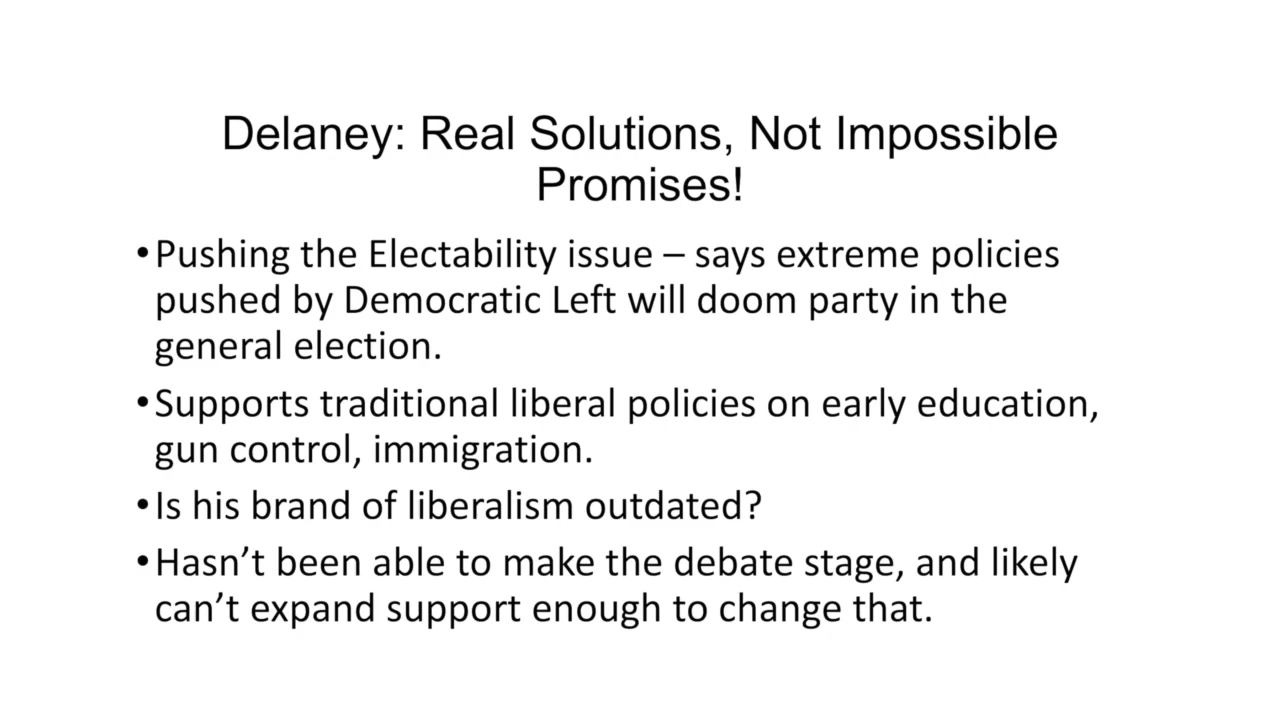 Delaney: Real Solutions, Not Impossible
Promises!
•Pushing the Electability issue – says extreme policies
pushed by Democratic Left will doom party in the
general election.
•Supports traditional liberal policies on early education,
gun control, immigration.
•Is his brand of liberalism outdated?
•Hasn’t been able to make the debate stage, and likely
can’t expand support enough to change that.